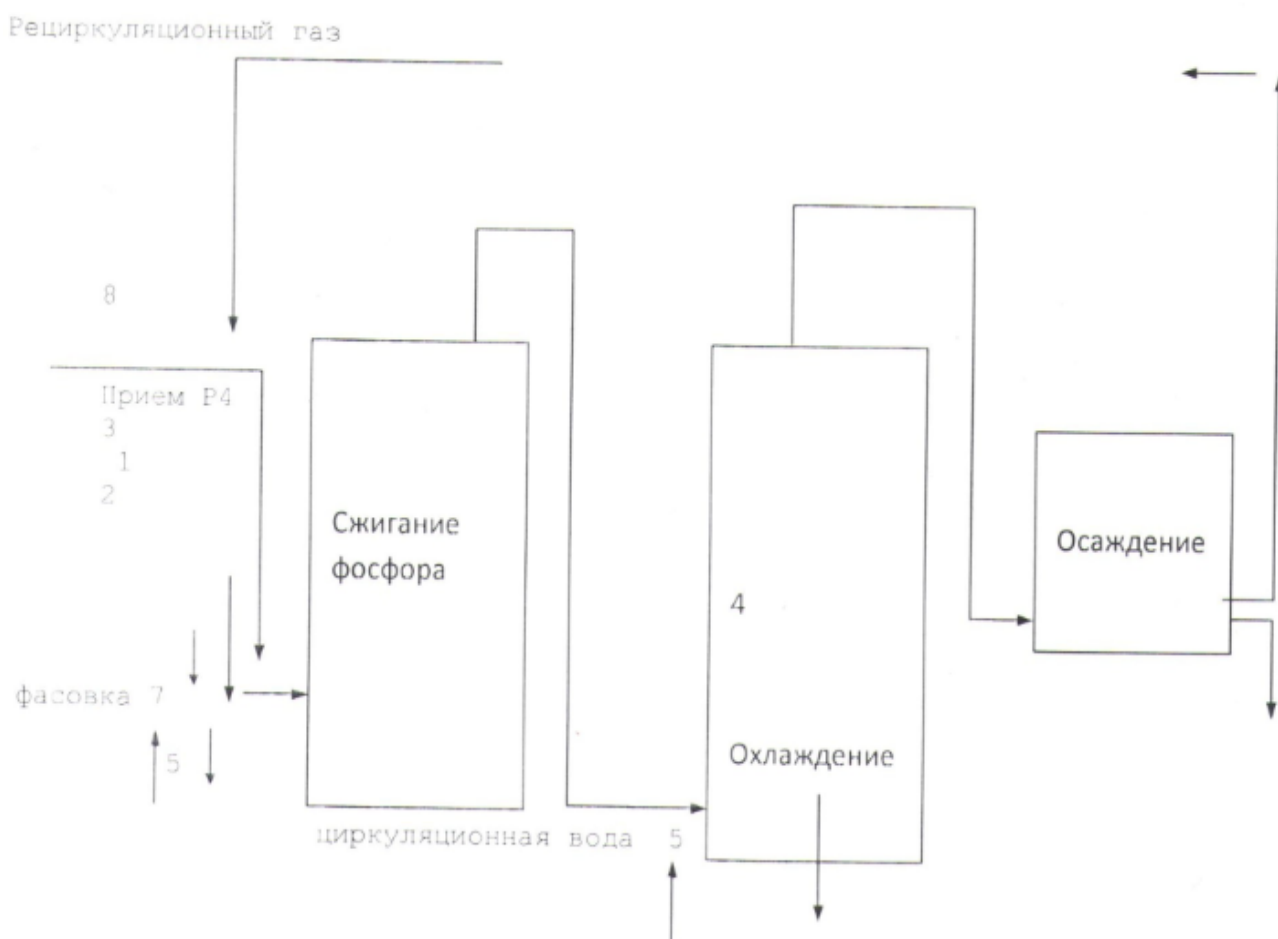 Рециркуляционный газ
8
Прием Р4
3
1
2
Сжигание
фосфора
Осаждение
4
фасовка 7
5
Охлаждение
циркуляционная вода 5